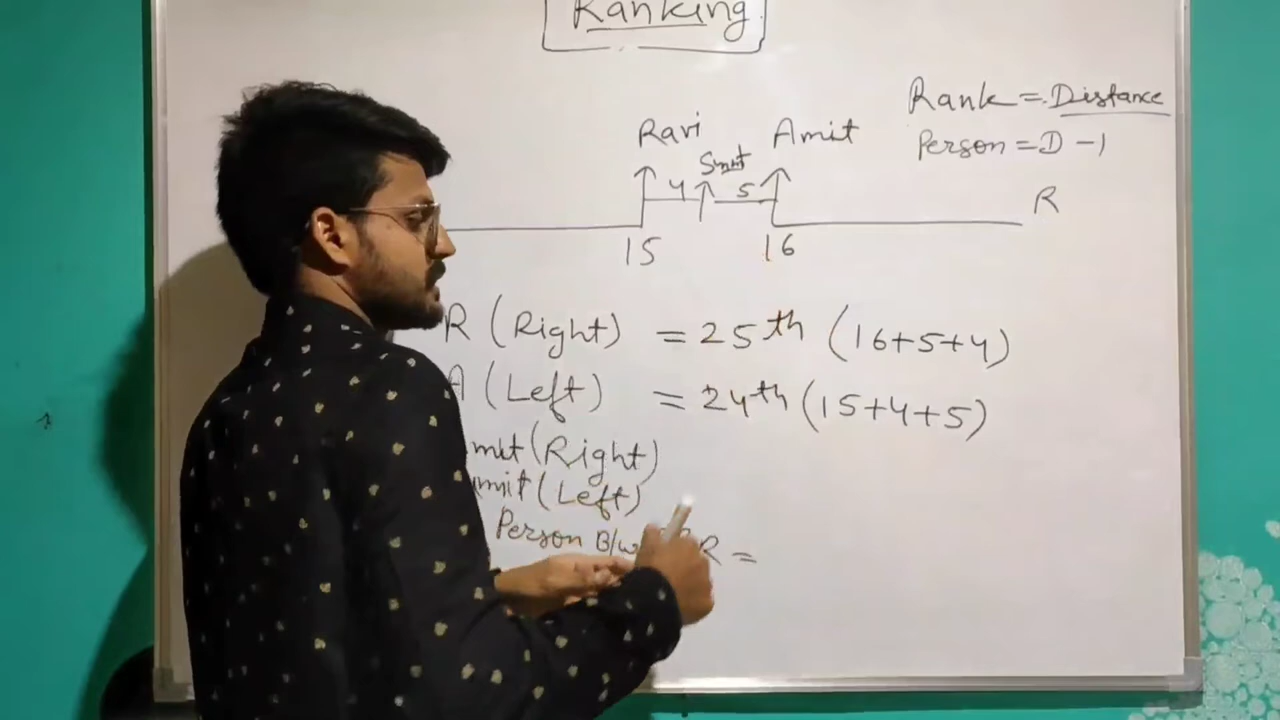 Ranking
Rank = Distance
Person = D - 1
Ravi Amit
Smit
4 5
R
15 16
R (Right) = 25th (16+5+4)
A (Left) = 24th (15+4+5)
mit (Right)
mit (Left)
Person B/w R =